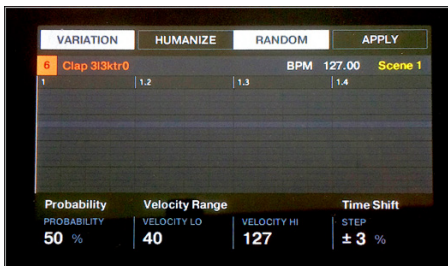 VARIATION HUMANIZE RANDOM APPLY
6 Clap 3l3ktr0 BPM 127.00 Scene 1
1 1.2 1.3 1.4
Probability Velocity Range Time Shift
PROBABILITY VELOCITY LO VELOCITY HI STEP
50 % 40 127 ± 3 %